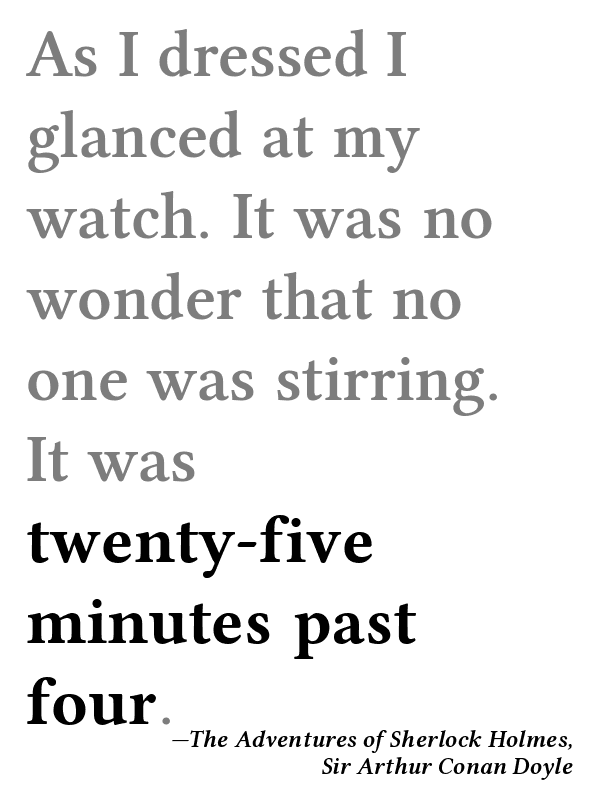 As I dressed I
glanced at my
watch. It was no
wonder that no
one was stirring.
It was
twenty-five
minutes past
four.
—The Adventures of Sherlock Holmes,
Sir Arthur Conan Doyle